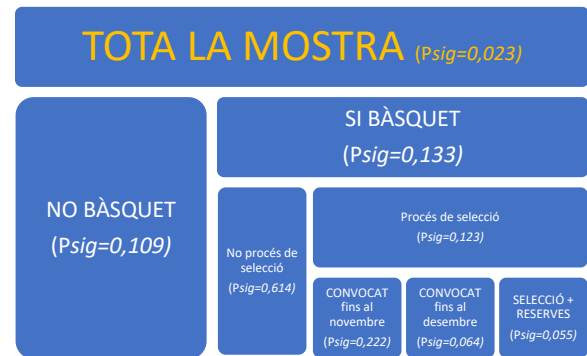 TOTA LA MOSTRA (Psig=0,023)
NO BÀSQUET
(Psig=0,109)
SI BÀSQUET
(Psig=0,133)
No procés de
selecció
(Psig=0,614)
Procés de selecció
(Psig=0,123)
CONVOCAT
fins al
novembre
(Psig=0,222)
CONVOCAT
fins al
desembre
(Psig=0,064)
SELECCIÓ +
RESERVES
(Psig=0,055)